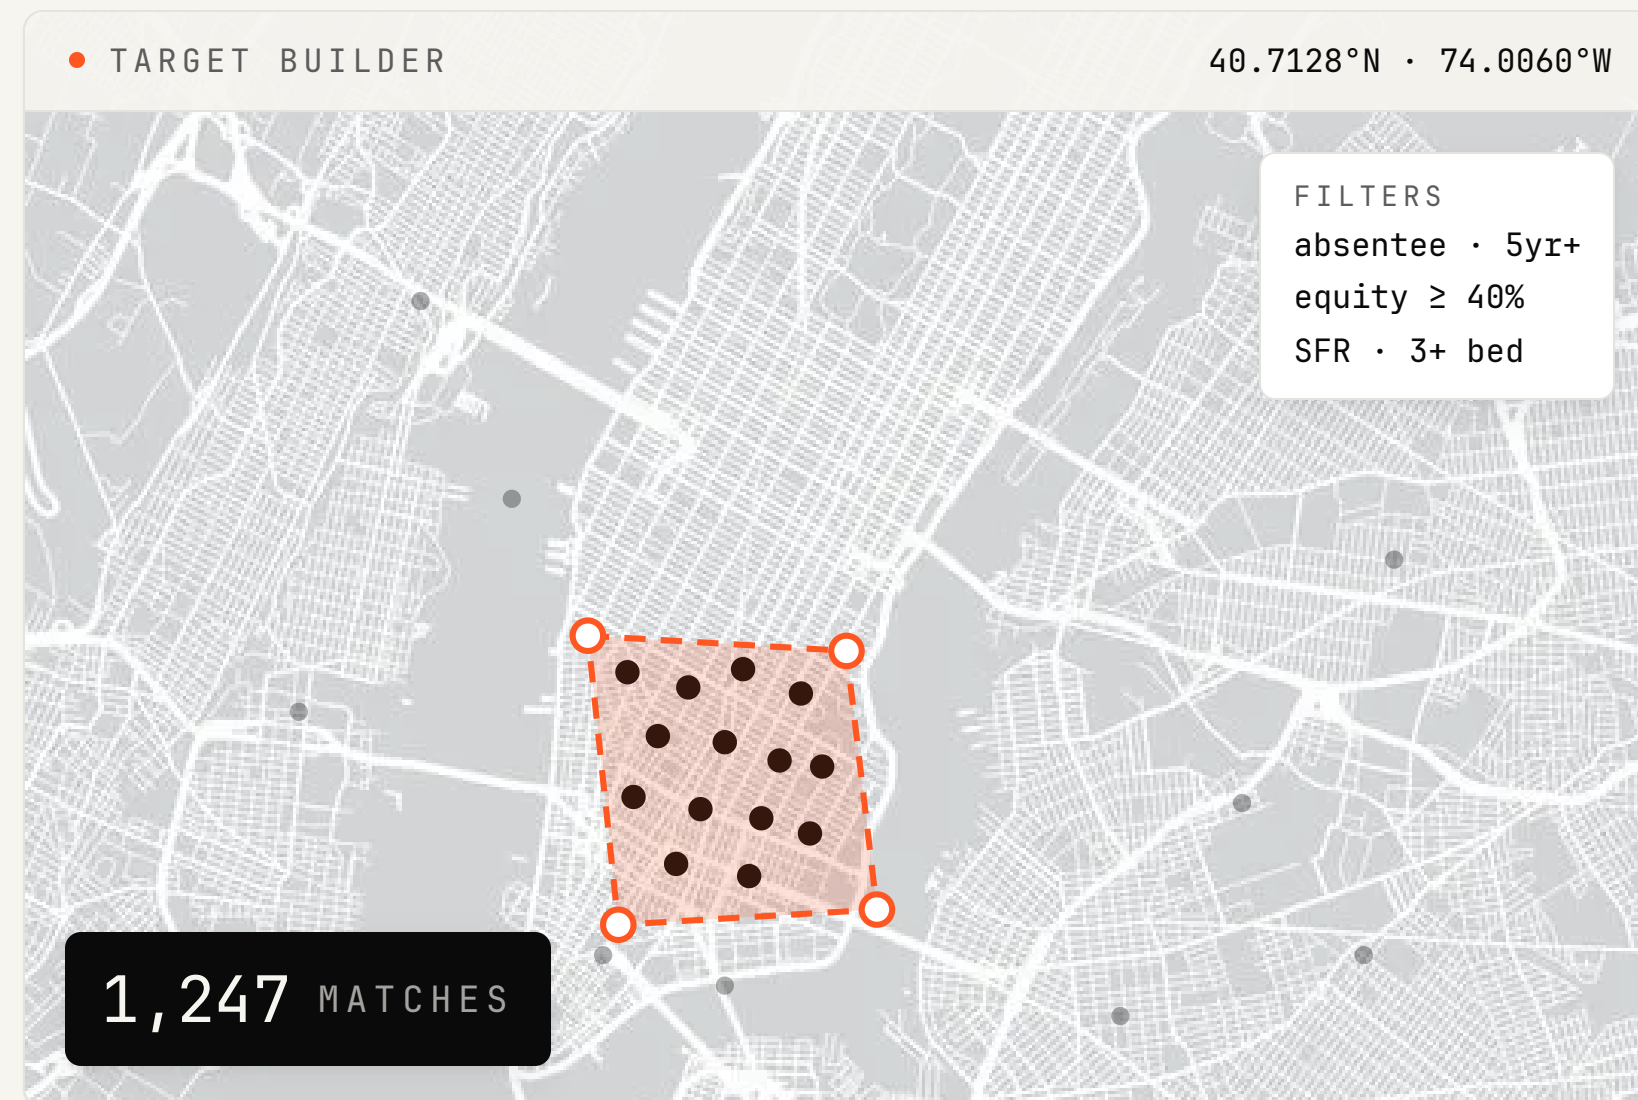 TARGET BUILDER
40.7128°N · 74.0060°W
FILTERS
absentee · 5yr+
equity ≥ 40%
SFR · 3+ bed
1,247 MATCHES